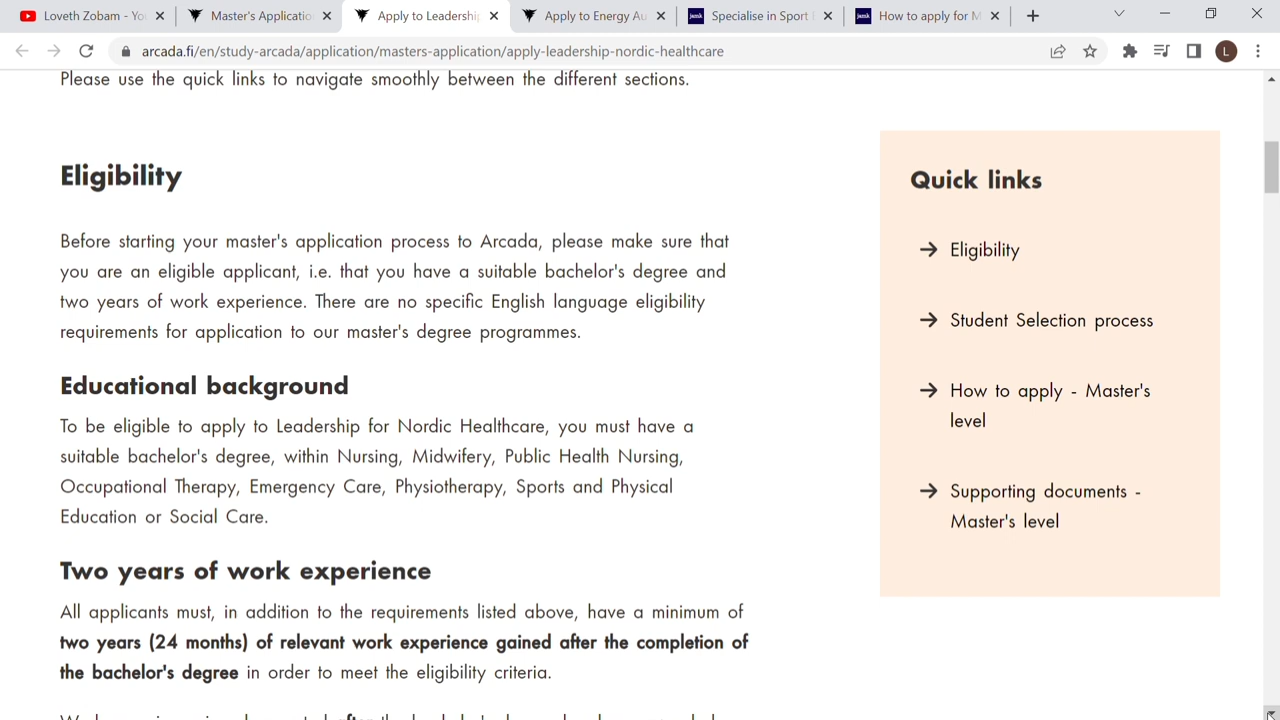 Loveth Zobam - Yo
Master's Applicatio
Apply to Leadership
Apply to Energy Au
Specialise in Sport
How to apply for M
arcada.fi/en/study-arcada/application/masters-application/apply-leadership-nordic-healthcare
L
Please use the quick links to navigate smoothly between the different sections.
Eligibility
Before starting your master's application process to Arcada, please make sure that
you are an eligible applicant, i.e. that you have a suitable bachelor's degree and
two years of work experience. There are no specific English language eligibility
requirements for application to our master's degree programmes.
Educational background
To be eligible to apply to Leadership for Nordic Healthcare, you must have a
suitable bachelor's degree, within Nursing, Midwifery, Public Health Nursing,
Occupational Therapy, Emergency Care, Physiotherapy, Sports and Physical
Education or Social Care.
Two years of work experience
All applicants must, in addition to the requirements listed above, have a minimum of
two years (24 months) of relevant work experience gained after the completion of
the bachelor's degree in order to meet the eligibility criteria.
Quick links
→ Eligibility
→ Student Selection process
→ How to apply - Master's
level
→ Supporting documents -
Master's level